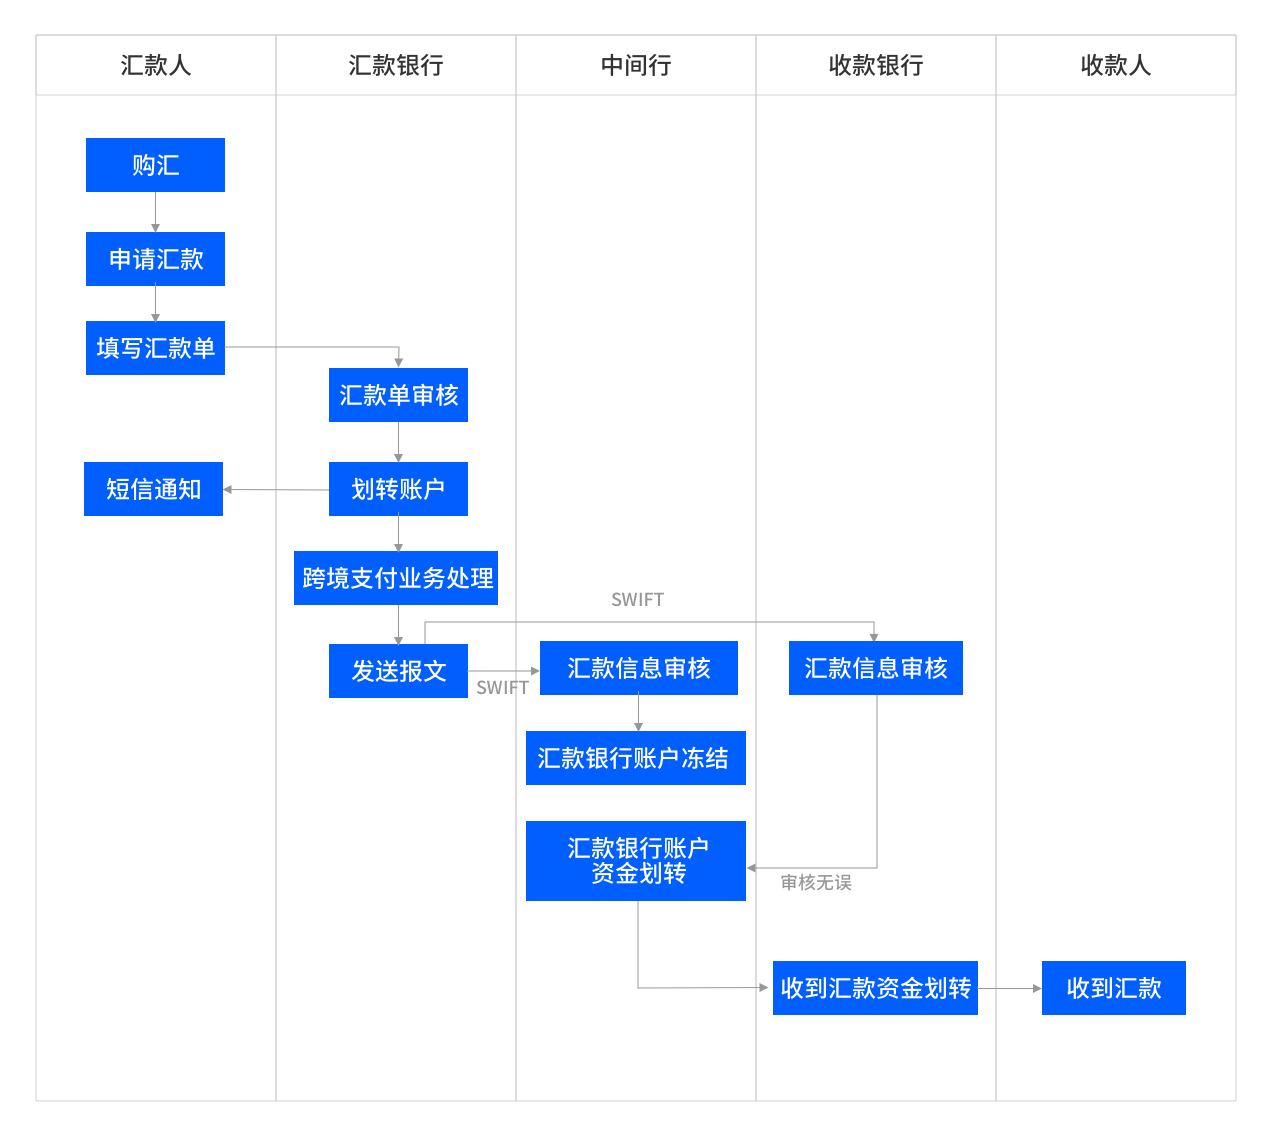 汇款人
汇款银行
中间行
收款银行
收款人
购汇
申请汇款
填写汇款单
汇款单审核
短信通知
划转账户
跨境支付业务处理
SWIFT
发送报文
SWIFT
汇款信息审核
汇款信息审核
汇款银行账户冻结
汇款银行账户
资金划转
审核无误
收到汇款资金划转
收到汇款